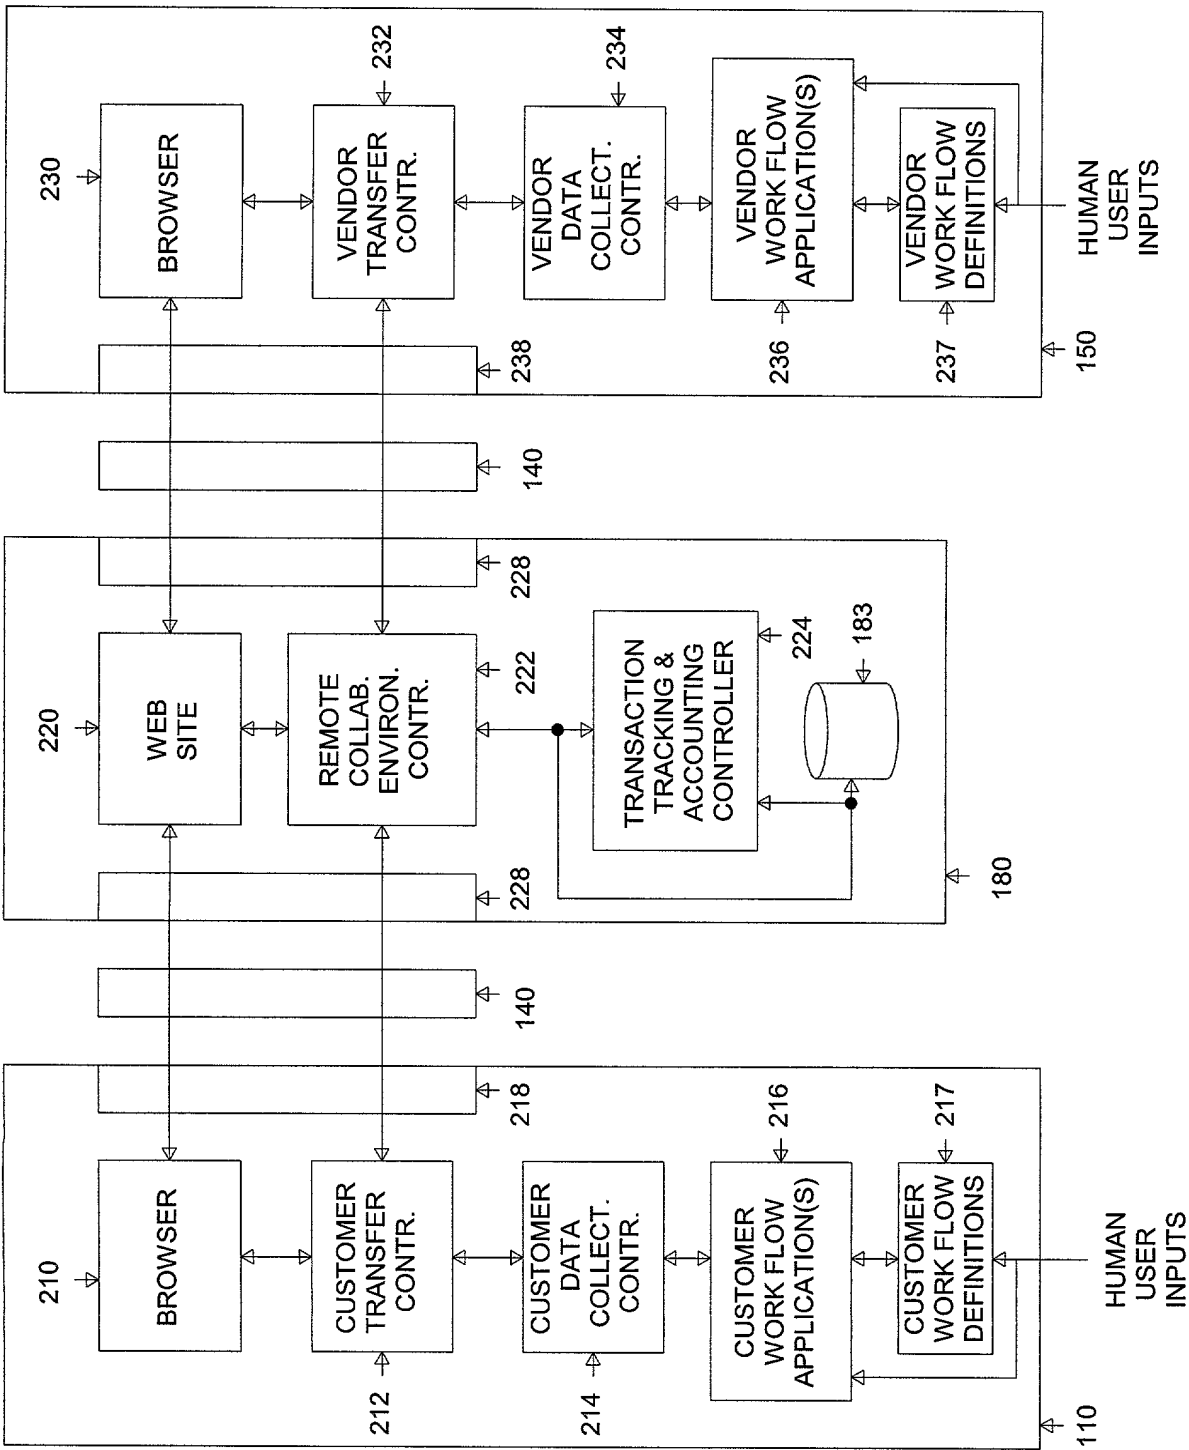 210
BROWSER
212
CUSTOMER
TRANSFER
CONTR.
214
CUSTOMER
DATA
COLLECT.
CONTR.
216
CUSTOMER
WORK FLOW
APPLICATION(S)
217
CUSTOMER
WORK FLOW
DEFINITIONS
218
110
HUMAN
USER
INPUTS
140
220
WEB
SITE
228
228
REMOTE
COLLAB.
ENVIRON.
CONTR.
222
TRANSACTION
TRACKING &
ACCOUNTING
CONTROLLER
224
183
180
140
230
BROWSER
232
VENDOR
TRANSFER
CONTR.
234
VENDOR
DATA
COLLECT.
CONTR.
236
VENDOR
WORK FLOW
APPLICATION(S)
237
VENDOR
WORK FLOW
DEFINITIONS
238
150
HUMAN
USER
INPUTS